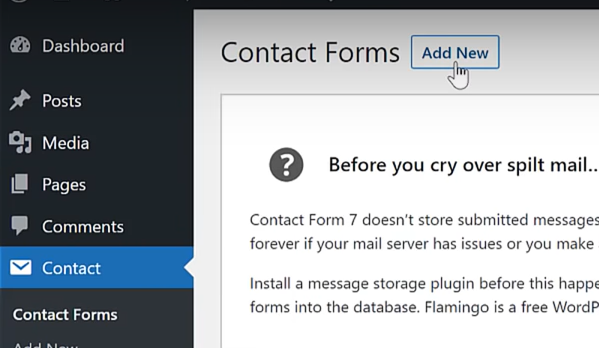 Dashboard
Contact Forms Add New
Posts
Media
Before you cry over spilt mail…
Pages
Contact Form 7 doesn't store submitted messages
Comments
forever if your mail server has issues or you make
Contact
Install a message storage plugin before this happe
Contact Forms
forms into the database. Flamingo is a free WordP
Add New